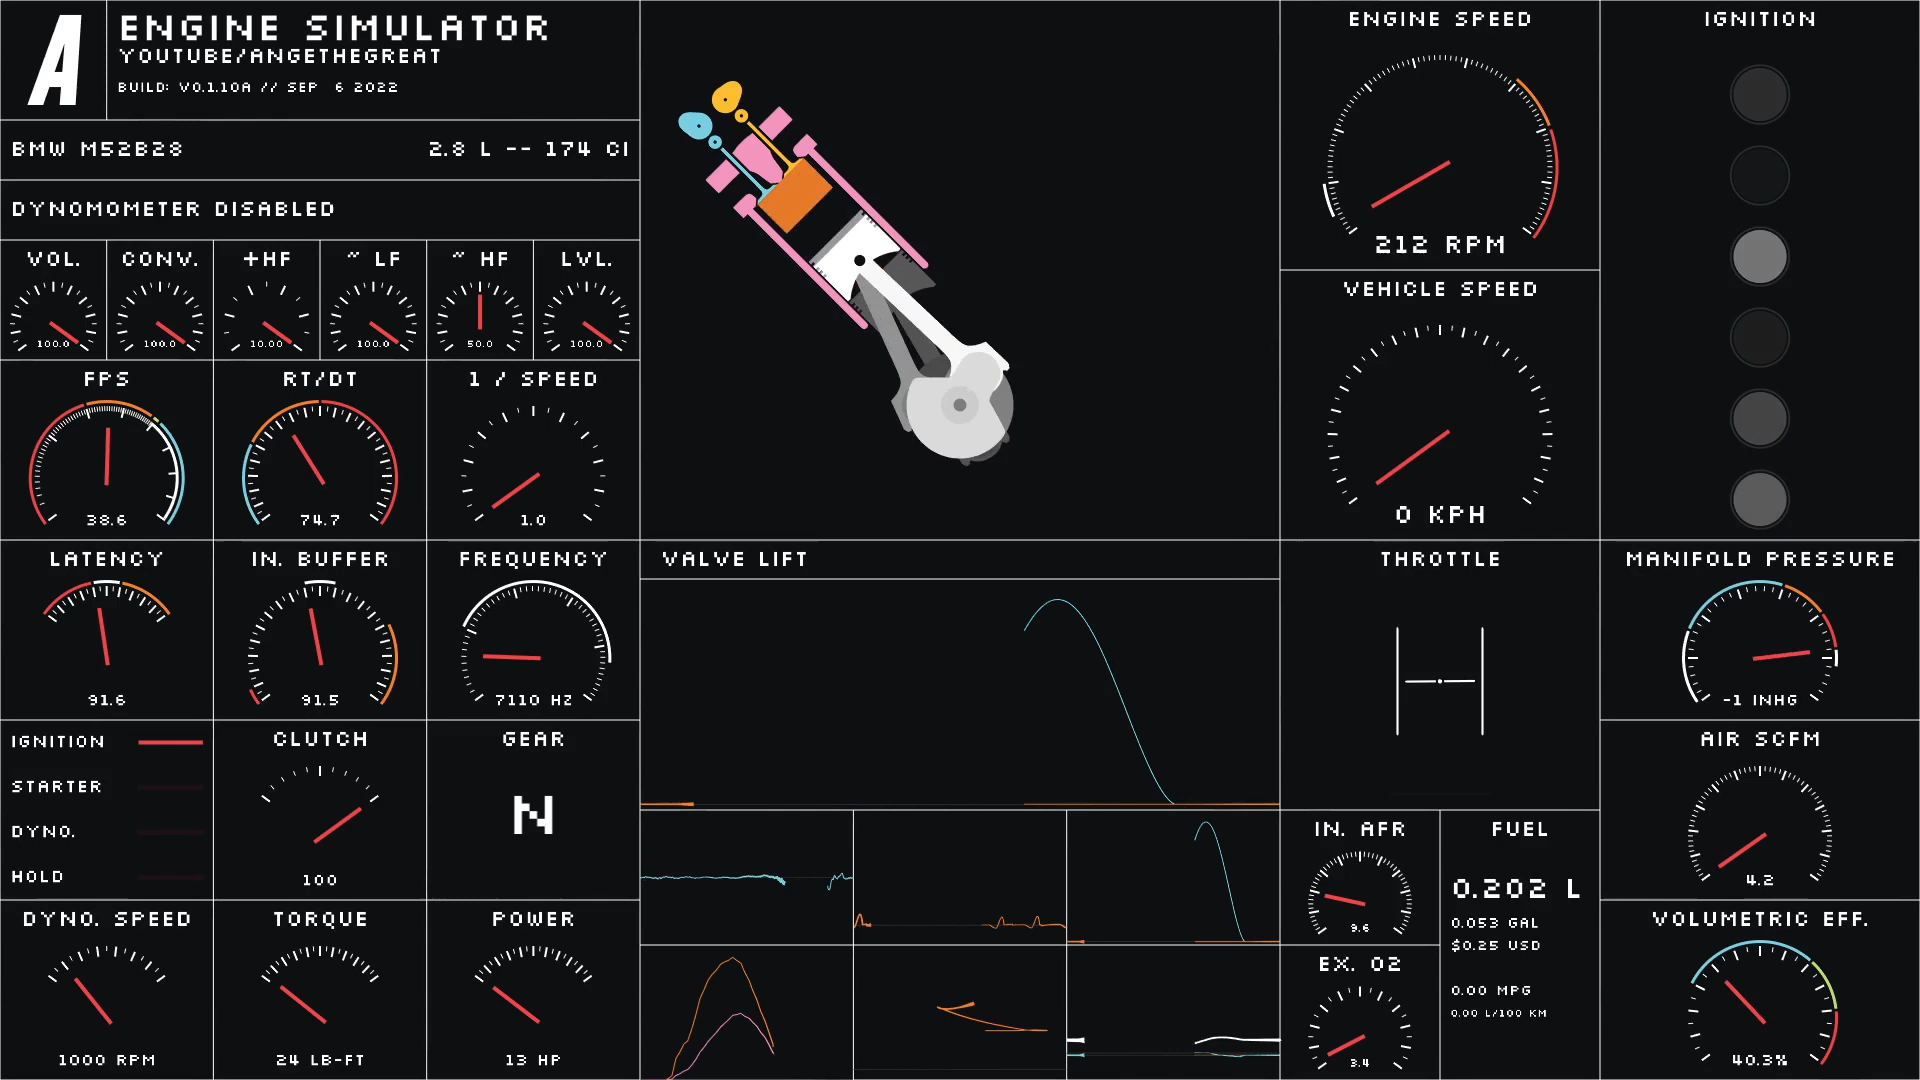 A
ENGINE SIMULATOR
YOUTUBE/ANGETHEGREAT
BUILD: V0.1.10A // SEP 6 2022
BMW M52B28
2.8 L -- 174 CI
DYNOMOMETER DISABLED
VOL.
100.0
CONV.
100.0
+HF
10.00
~ LF
100.0
~ HF
50.0
LVL.
100.0
FPS
38.6
RT/DT
74.7
1 / SPEED
1.0
LATENCY
91.6
IN. BUFFER
91.5
FREQUENCY
7110 HZ
IGNITION
STARTER
DYNO.
HOLD
CLUTCH
100
GEAR
N
DYNO. SPEED
1000 RPM
TORQUE
24 LB-FT
POWER
13 HP
VALVE LIFT
ENGINE SPEED
212 RPM
VEHICLE SPEED
0 KPH
THROTTLE
IN. AFR
9.6
EX. O2
3.4
FUEL
0.202 L
0.053 GAL
$0.25 USD
0.00 MPG
0.00 L/100 KM
IGNITION
MANIFOLD PRESSURE
-1 INHG
AIR SCFM
4.2
VOLUMETRIC EFF.
40.3%